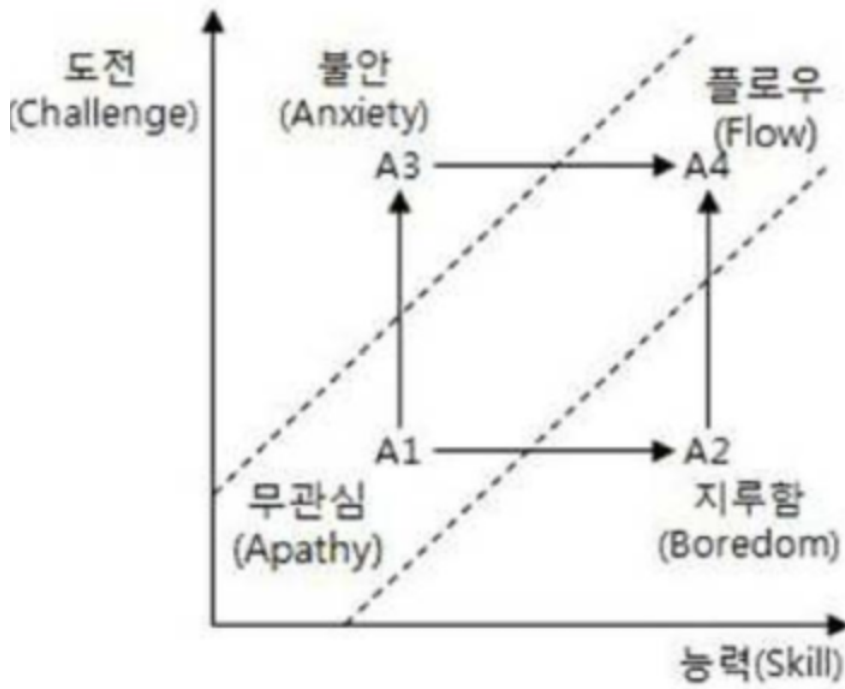 도전
(Challenge)
불안
(Anxiety)
플로우
(Flow)
A3
A4
A1
A2
무관심
(Apathy)
지루함
(Boredom)
능력(Skill)